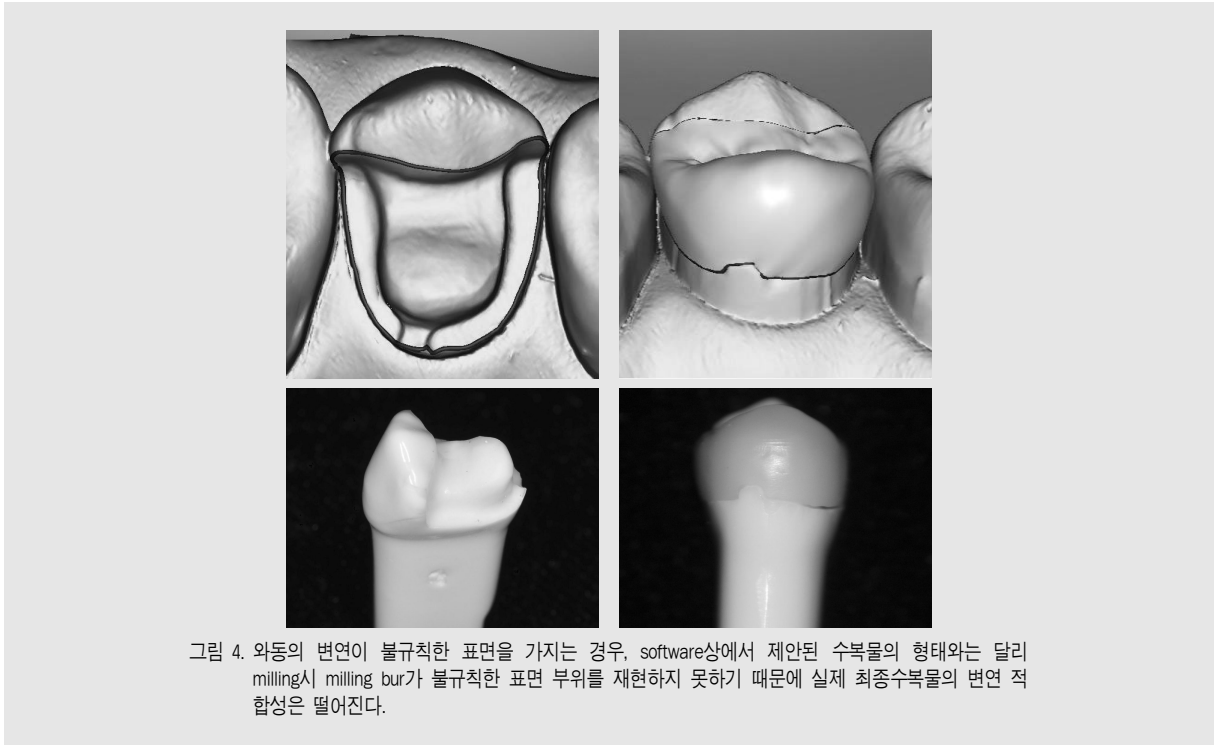 그림 4. 와동의 변연이 불규칙한 표면을 가지는 경우, software상에서 제안된 수복물의 형태와는 달리
milling시 milling bur가 불규칙한 표면 부위를 재현하지 못하기 때문에 실제 최종수복물의 변연 적
합성은 떨어진다.